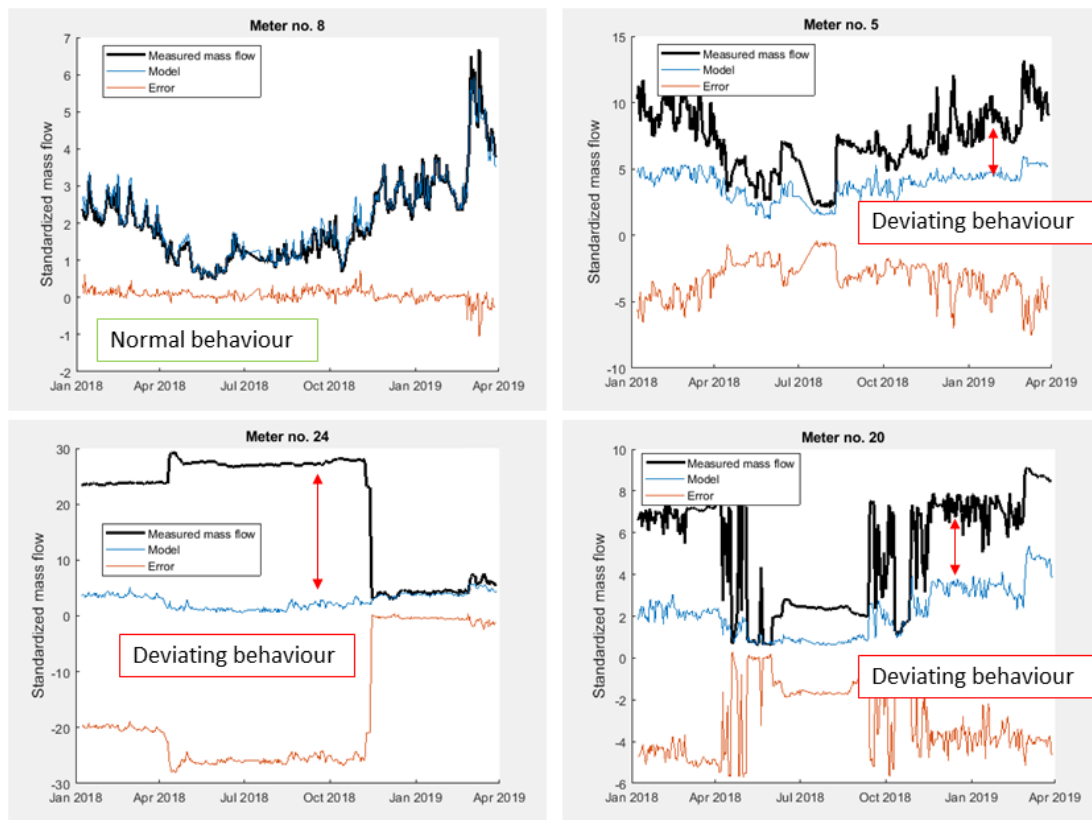 Meter no. 8
7
6
5
4
3
2
1
0
-1
-2
Standardized mass flow
Measured mass flow
Model
Error
Normal behaviour
Jan 2018 Apr 2018 Jul 2018 Oct 2018 Jan 2019 Apr 2019
Meter no. 5
15
10
5
0
-5
-10
Standardized mass flow
Measured mass flow
Model
Error
Deviating behaviour
Jan 2018 Apr 2018 Jul 2018 Oct 2018 Jan 2019 Apr 2019
Meter no. 24
30
20
10
0
-10
-20
-30
Standardized mass flow
Measured mass flow
Model
Error
Deviating behaviour
Jan 2018 Apr 2018 Jul 2018 Oct 2018 Jan 2019 Apr 2019
Meter no. 20
10
8
6
4
2
0
-2
-4
-6
Standardized mass flow
Measured mass flow
Model
Error
Deviating behaviour
Jan 2018 Apr 2018 Jul 2018 Oct 2018 Jan 2019 Apr 2019